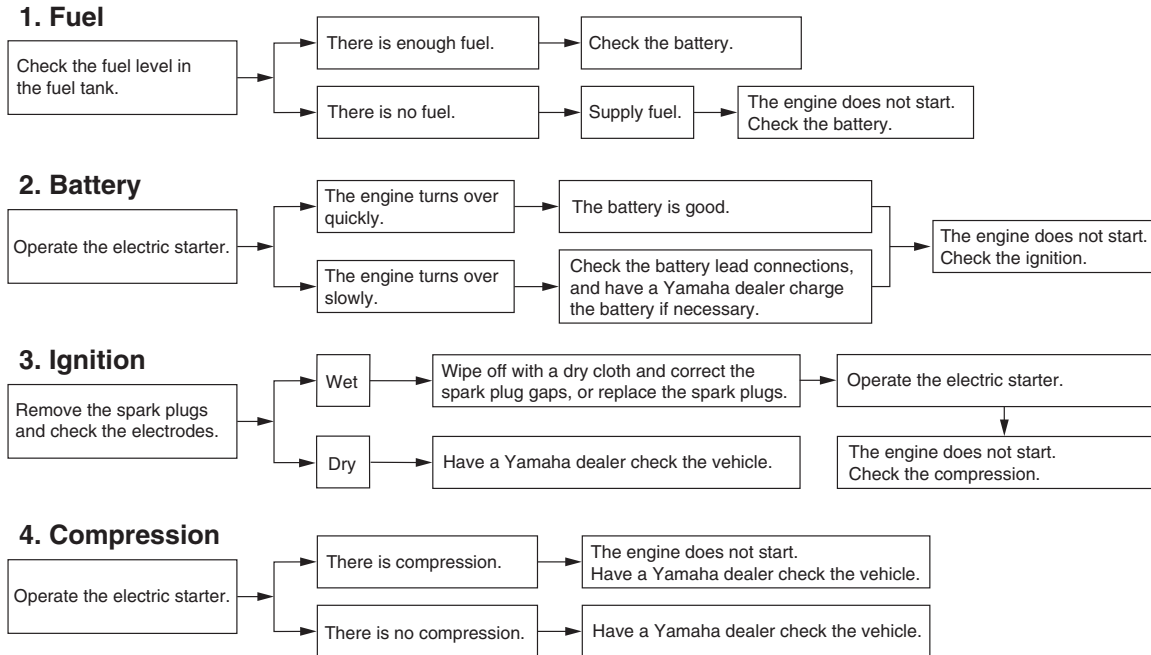 1. Fuel
Check the fuel level in
the fuel tank.
There is enough fuel.
Check the battery.
There is no fuel.
Supply fuel.
The engine does not start.
Check the battery.
2. Battery
Operate the electric starter.
The engine turns over
quickly.
The battery is good.
The engine turns over
slowly.
Check the battery lead connections,
and have a Yamaha dealer charge
the battery if necessary.
The engine does not start.
Check the ignition.
3. Ignition
Remove the spark plugs
and check the electrodes.
Wet
Wipe off with a dry cloth and correct the
spark plug gaps, or replace the spark plugs.
Operate the electric starter.
Dry
Have a Yamaha dealer check the vehicle.
The engine does not start.
Check the compression.
4. Compression
Operate the electric starter.
There is compression.
The engine does not start.
Have a Yamaha dealer check the vehicle.
There is no compression.
Have a Yamaha dealer check the vehicle.